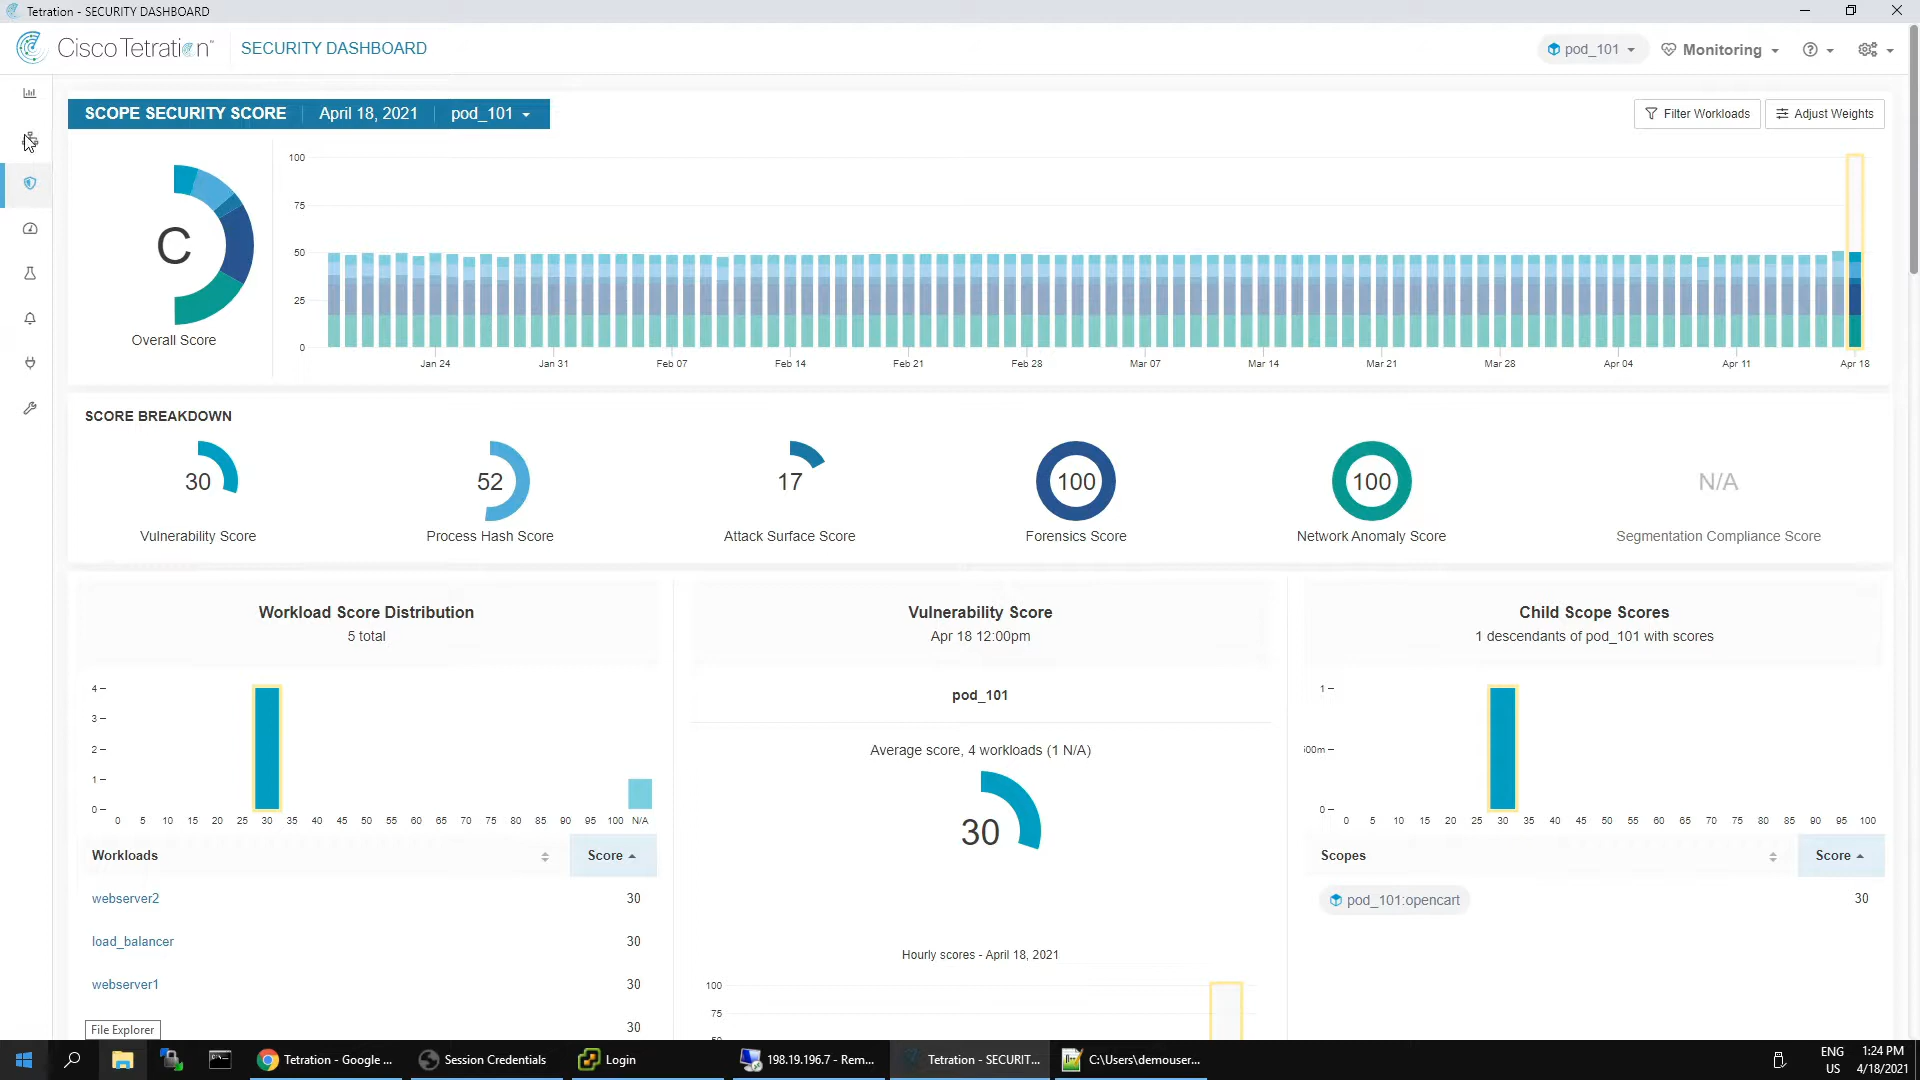 Tetration - SECURITY DASHBOARD
Cisco Tetration™ SECURITY DASHBOARD pod_101 Monitoring
SCOPE SECURITY SCORE April 18, 2021 pod_101 Filter Workloads Adjust Weights
C
Overall Score
100
75
50
25
0
Jan 24 Jan 31 Feb 07 Feb 14 Feb 21 Feb 28 Mar 07 Mar 14 Mar 21 Mar 28 Apr 04 Apr 11 Apr 18
SCORE BREAKDOWN
30 52 17 100 100 N/A
Vulnerability Score Process Hash Score Attack Surface Score Forensics Score Network Anomaly Score Segmentation Compliance Score
Workload Score Distribution
5 total
4
3
2
1
0
0 5 10 15 20 25 30 35 40 45 50 55 60 65 70 75 80 85 90 95 100 N/A
Workloads Score
webserver2 30
load_balancer 30
webserver1 30
30
File Explorer
Vulnerability Score
Apr 18 12:00pm
pod_101
Average score, 4 workloads (1 N/A)
30
Hourly scores - April 18, 2021
100
75
Child Scope Scores
1 descendants of pod_101 with scores
1
500m
0
0 5 10 15 20 25 30 35 40 45 50 55 60 65 70 75 80 85 90 95 100
Scopes Score
pod_101:opencart 30
Tetration - Google ... Session Credentials Login 198.19.196.7 - Rem... Tetration - SECURIT... C:\Users\demouser...
ENG
US
1:24 PM
4/18/2021